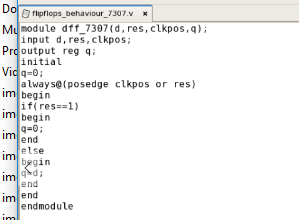 Do
Mu
Pro
Vic
im
im
im
im
im
im
flipflops_behaviour_7307.v ×
module dff_7307(d,res,clkpos,q);
input d,res,clkpos;
output reg q;
initial
q=0;
always@(posedge clkpos or res)
begin
if(res==1)
begin
q=0;
end
else
begin
q=d;
end
end
endmodule